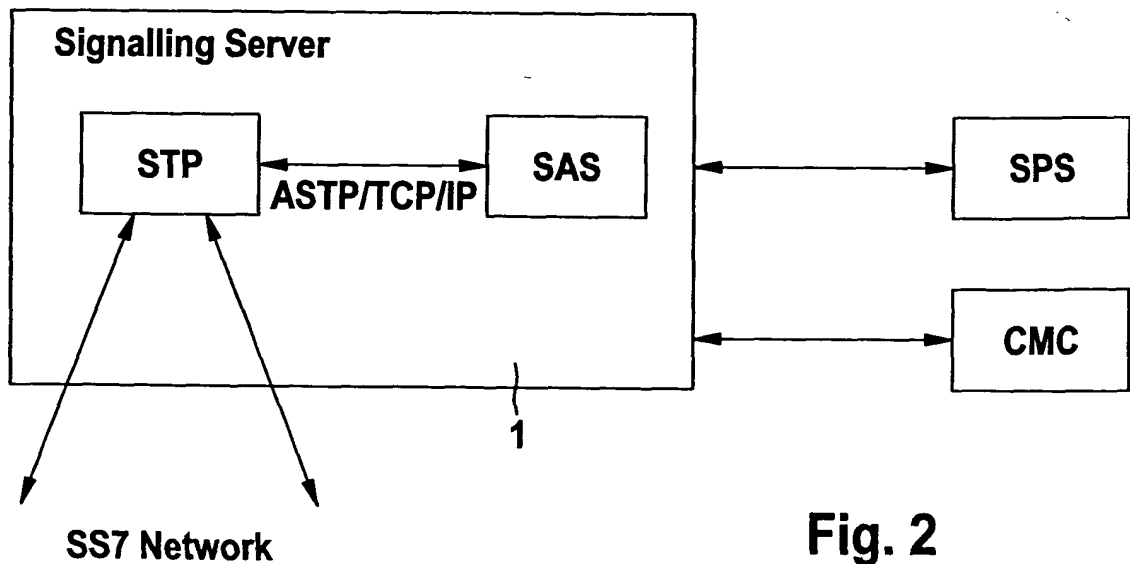 Signalling Server
STP
SAS
ASTP/TCP/IP
SPS
CMC
1
SS7 Network
Fig. 2